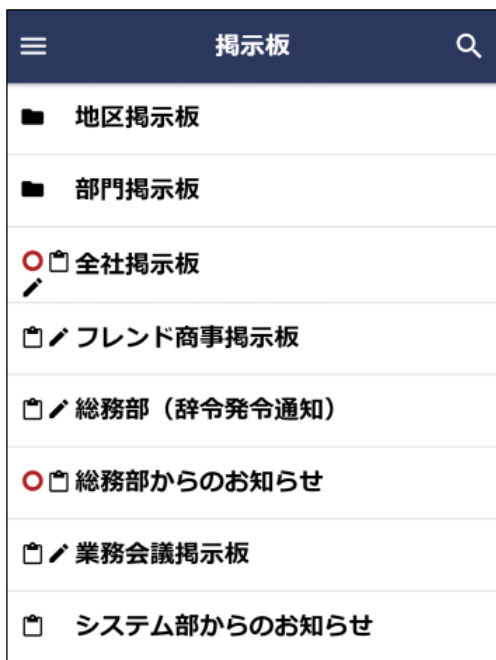 掲示板
地区掲示板
部門掲示板
全社掲示板
フレンド商事掲示板
総務部（辞令発令通知）
総務部からのお知らせ
業務会議掲示板
システム部からのお知らせ